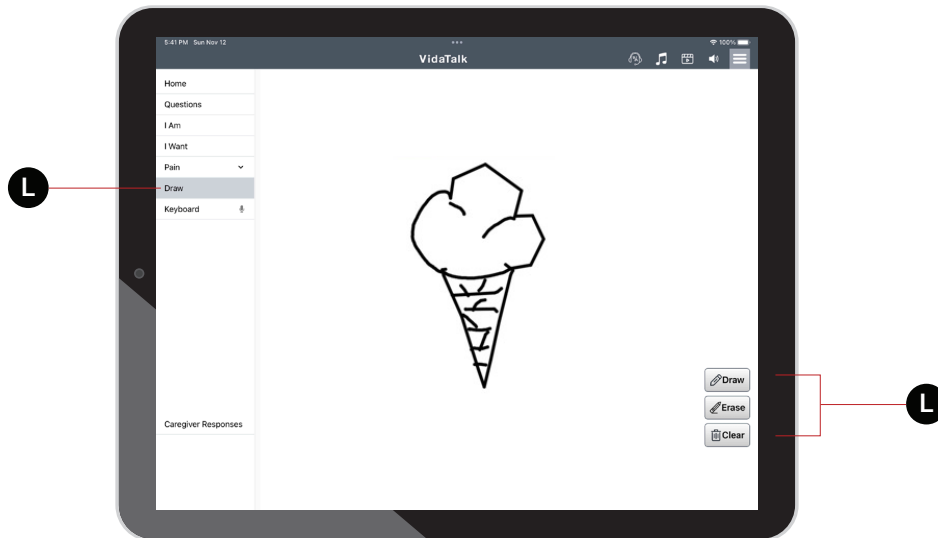 5:41 PM Sun Nov 12
100%
VidaTalk
Home
Questions
I Am
I Want
Pain
L
Draw
Keyboard
Draw
Erase
L
Clear
Caregiver Responses